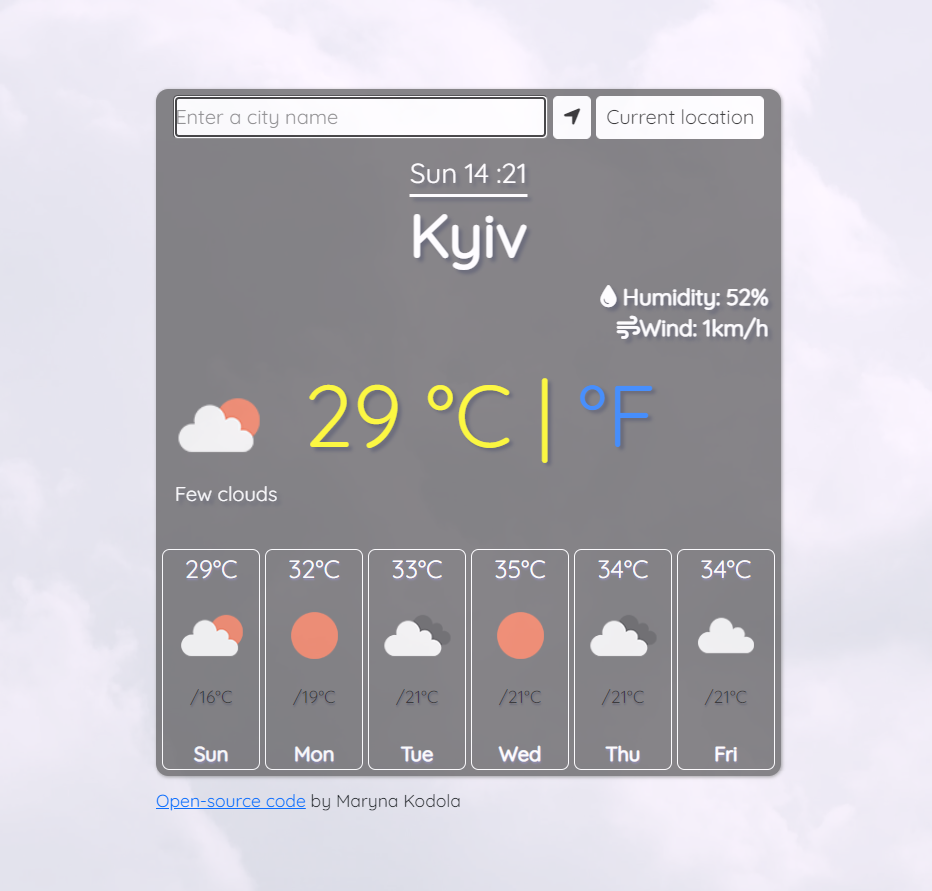 Enter a city name
Current location
Sun 14 :21
Kyiv
Humidity: 52%
Wind: 1km/h
29 °C | °F
Few clouds
29°C 32°C 33°C 35°C 34°C 34°C
/16°C /19°C /21°C /21°C /21°C /21°C
Sun Mon Tue Wed Thu Fri
Open-source code by Maryna Kodola